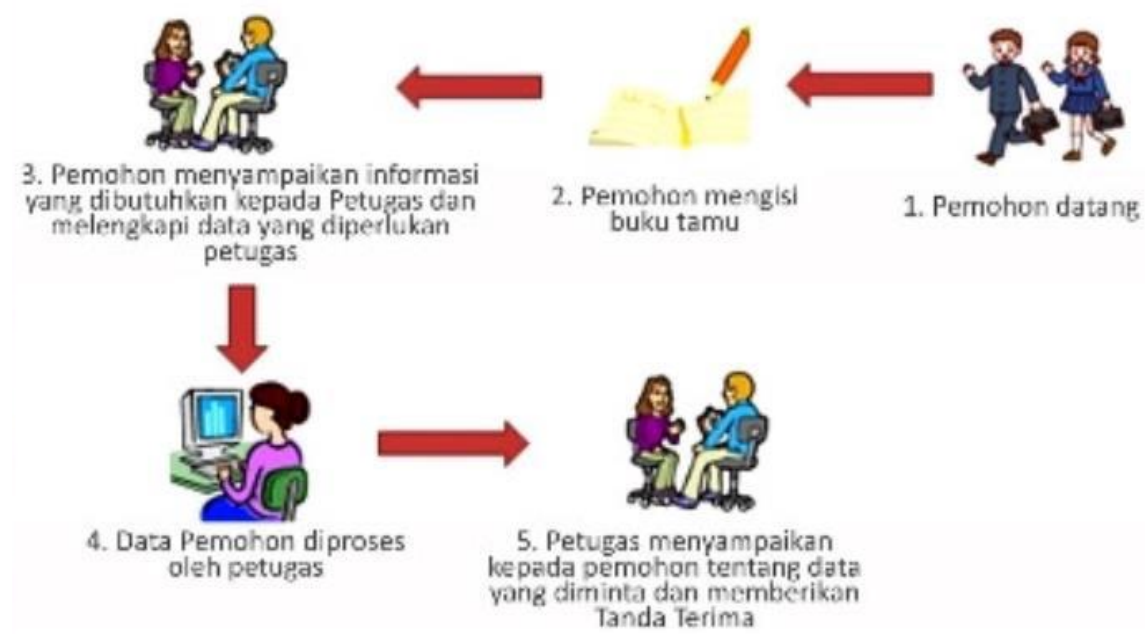 1. Pemohon datang
2. Pemohon mengisi
buku tamu
3. Pemohon menyampaikan informasi
yang dibutuhkan kepada Petugas dan
melengkapi data yang diperlukan
petugas
4. Data Pemohon diproses
oleh petugas
5. Petugas menyampaikan
kepada pemohon tentang data
yang diminta dan memberikan
Tanda Terima